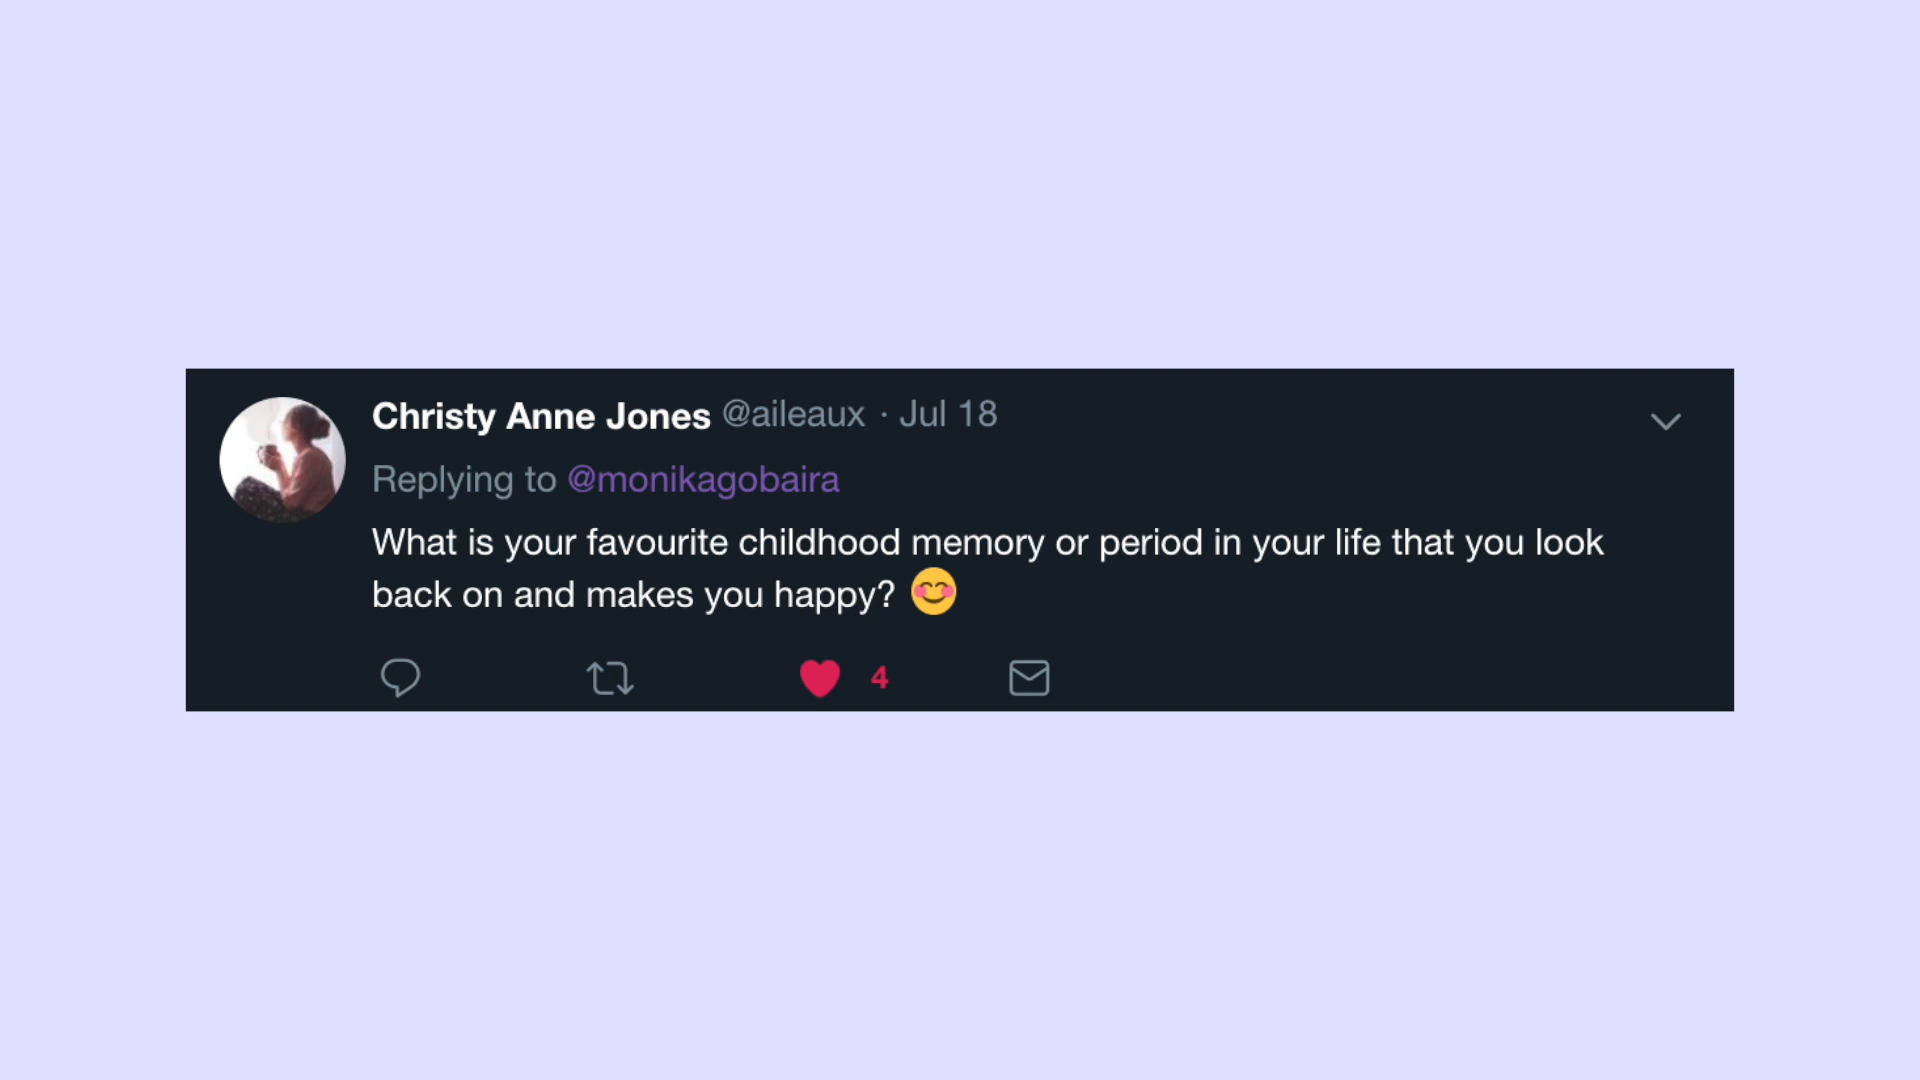 Christy Anne Jones @aileaux · Jul 18
Replying to @monikagobaira
What is your favourite childhood memory or period in your life that you look
back on and makes you happy? 😊
4